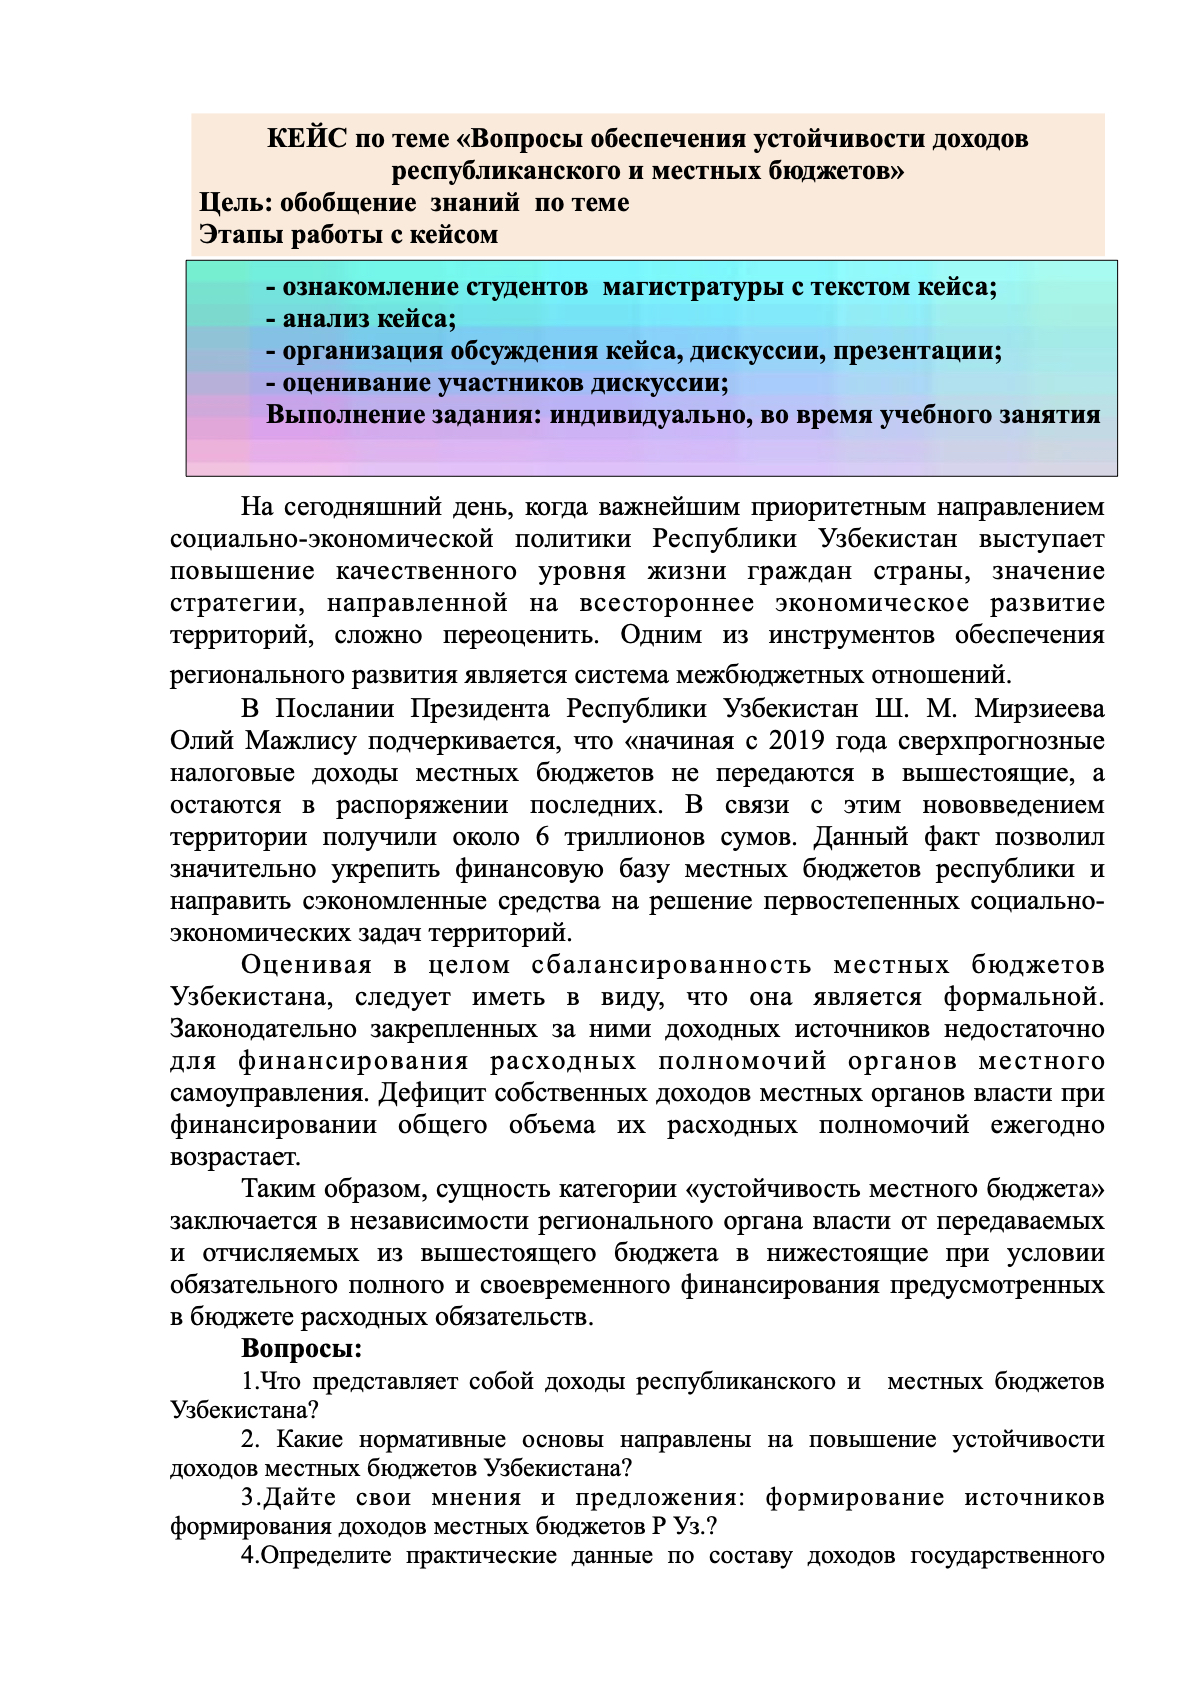 КЕЙС по теме «Вопросы обеспечения устойчивости доходов
республиканского и местных бюджетов»
Цель: обобщение знаний по теме
Этапы работы с кейсом
- ознакомление студентов магистратуры с текстом кейса;
- анализ кейса;
- организация обсуждения кейса, дискуссии, презентации;
- оценивание участников дискуссии;
Выполнение задания: индивидуально, во время учебного занятия
На сегодняшний день, когда важнейшим приоритетным направлением
социально-экономической политики Республики Узбекистан выступает
повышение качественного уровня жизни граждан страны, значение
стратегии, направленной на всестороннее экономическое развитие
территорий, сложно переоценить. Одним из инструментов обеспечения
регионального развития является система межбюджетных отношений.
В Послании Президента Республики Узбекистан Ш. М. Мирзиеева
Олий Мажлису подчеркивается, что «начиная с 2019 года сверхпрогнозные
налоговые доходы местных бюджетов не передаются в вышестоящие, а
остаются в распоряжении последних. В связи с этим нововведением
территории получили около 6 триллионов сумов. Данный факт позволил
значительно укрепить финансовую базу местных бюджетов республики и
направить сэкономленные средства на решение первостепенных социально-
экономических задач территорий.
Оценивая в целом сбалансированность местных бюджетов
Узбекистана, следует иметь в виду, что она является формальной.
Законодательно закрепленных за ними доходных источников недостаточно
для финансирования расходных полномочий органов местного
самоуправления. Дефицит собственных доходов местных органов власти при
финансировании общего объема их расходных полномочий ежегодно
возрастает.
Таким образом, сущность категории «устойчивость местного бюджета»
заключается в независимости регионального органа власти от передаваемых
и отчисляемых из вышестоящего бюджета в нижестоящие при условии
обязательного полного и своевременного финансирования предусмотренных
в бюджете расходных обязательств.
Вопросы:
1.Что представляет собой доходы республиканского и местных бюджетов
Узбекистана?
2. Какие нормативные основы направлены на повышение устойчивости
доходов местных бюджетов Узбекистана?
3.Дайте свои мнения и предложения: формирование источников
формирования доходов местных бюджетов Р Уз.?
4.Определите практические данные по составу доходов государственного